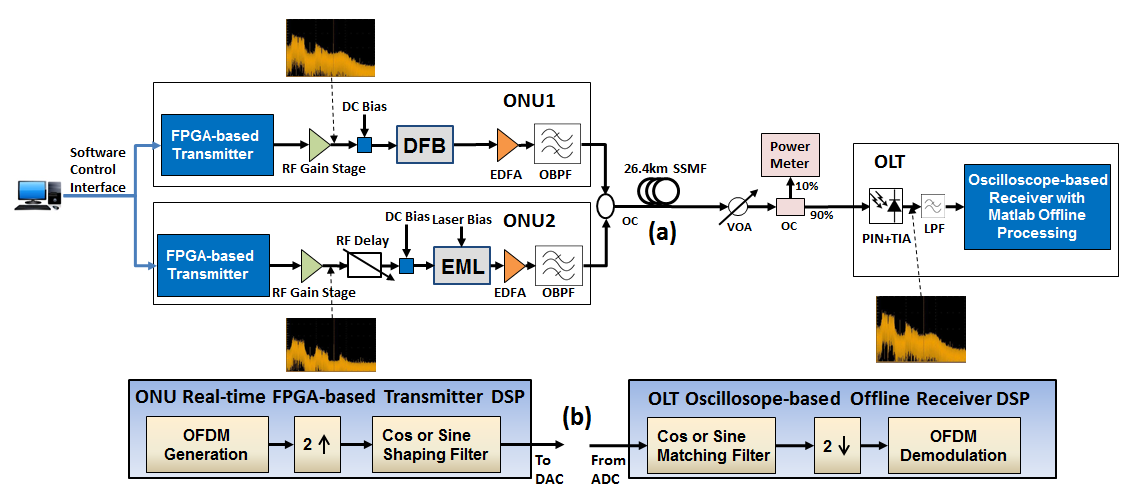 Software
Control
Interface
ONU1
FPGA-based
Transmitter
RF Gain Stage
DC Bias
DFB
EDFA
OBPF
ONU2
FPGA-based
Transmitter
RF Gain Stage
RF Delay
DC Bias
Laser Bias
EML
EDFA
OBPF
OC
26.4km SSMF
(a)
VOA
Power
Meter
10%
OC
90%
OLT
PIN+TIA
LPF
Oscilloscope-based
Receiver with
Matlab Offline
Processing
ONU Real-time FPGA-based Transmitter DSP
OFDM
Generation
2 ↑
Cos or Sine
Shaping Filter
To
DAC
(b)
From
ADC
OLT Oscillosope-based Offline Receiver DSP
Cos or Sine
Matching Filter
2 ↓
OFDM
Demodulation